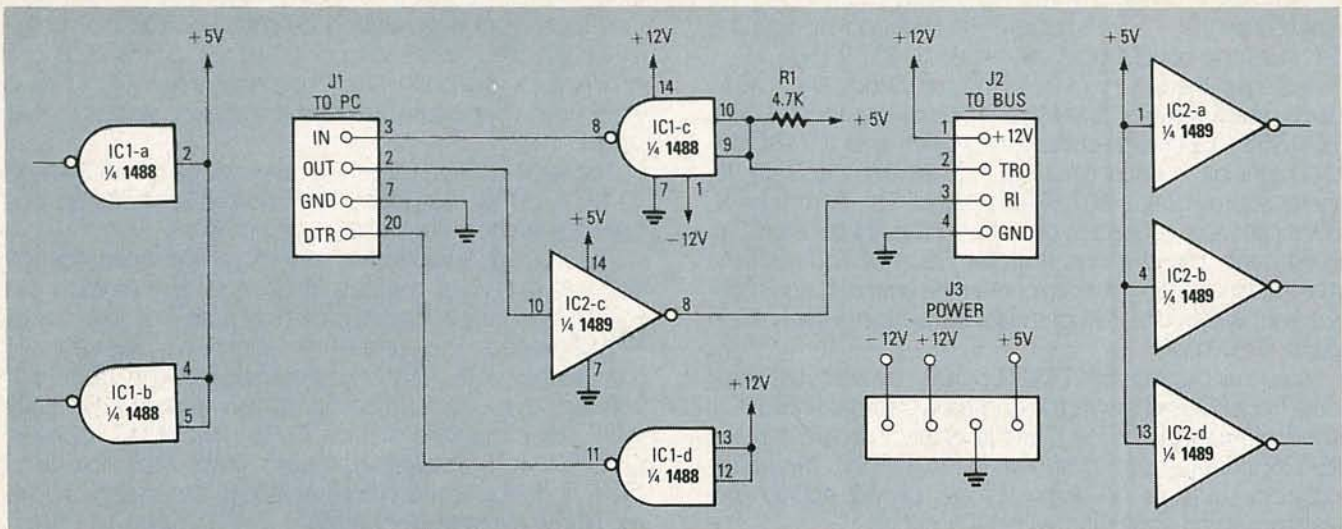 +5V
IC1-a
¼ 1488
2
IC1-b
¼ 1488
4
5
J1
TO PC
IN
3
OUT
2
GND
7
DTR
20
+12V
14
8
IC1-c
¼ 1488
10
9
7
1
-12V
R1
4.7K
+5V
+5V
14
10
IC2-c
¼ 1489
8
7
+12V
11
IC1-d
¼ 1488
13
12
+12V
J2
TO BUS
1
+12V
2
TRO
3
RI
4
GND
J3
POWER
-12V
+12V
+5V
+5V
1
IC2-a
¼ 1489
4
IC2-b
¼ 1489
13
IC2-d
¼ 1489